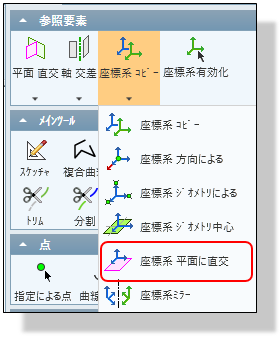 参照要素
平面 直交
軸 交差
座標系 ｺﾋﾟｰ
座標系有効化
ﾒｲﾝﾂｰﾙ
座標系 ｺﾋﾟｰ
ｽｹｯﾁｬ
複合曲
座標系 方向による
座標系 ｼﾞｵﾒﾄﾘによる
ﾄﾘﾑ
分割
座標系 ｼﾞｵﾒﾄﾘ中心
点
座標系 平面に直交
指定による点
曲線
座標系ﾐﾗｰ